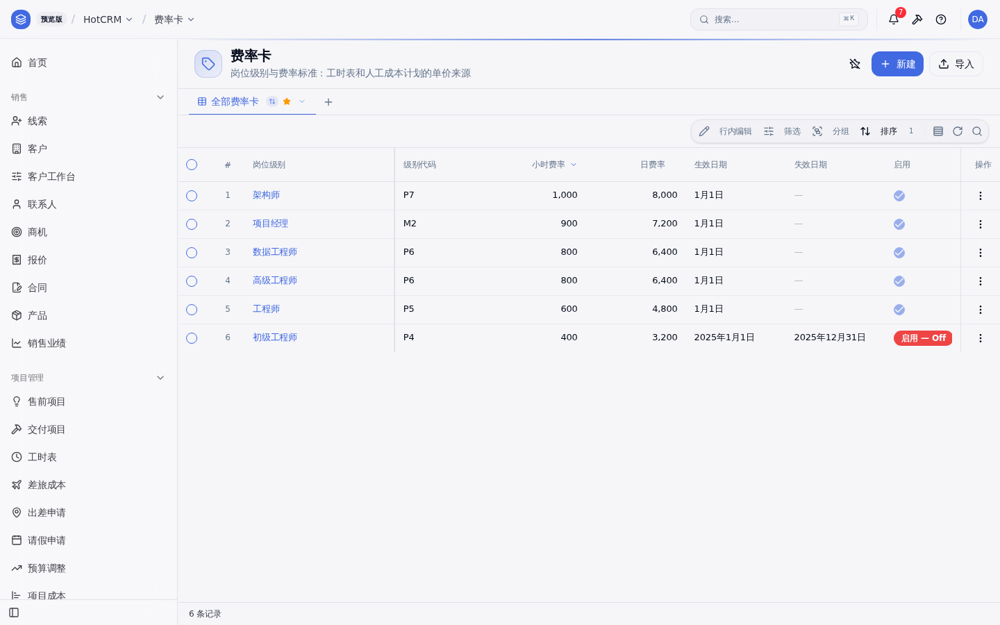 预览版 / HotCRM / 费率卡
搜索... ⌘K
7
DA
首页
销售
线索
客户
客户工作台
联系人
商机
报价
合同
产品
销售业绩
项目管理
售前项目
交付项目
工时表
差旅成本
出差申请
请假申请
预算调整
项目成本
费率卡
岗位级别与费率标准：工时表和人工成本计划的单价来源
新建
导入
全部费率卡
行内编辑 筛选 分组 排序 1
# 岗位级别 级别代码 小时费率 日费率 生效日期 失效日期 启用 操作
1 架构师 P7 1,000 8,000 1月1日 —
2 项目经理 M2 900 7,200 1月1日 —
3 数据工程师 P6 800 6,400 1月1日 —
4 高级工程师 P6 800 6,400 1月1日 —
5 工程师 P5 600 4,800 1月1日 —
6 初级工程师 P4 400 3,200 2025年1月1日 2025年12月31日 启用 — Off
6 条记录